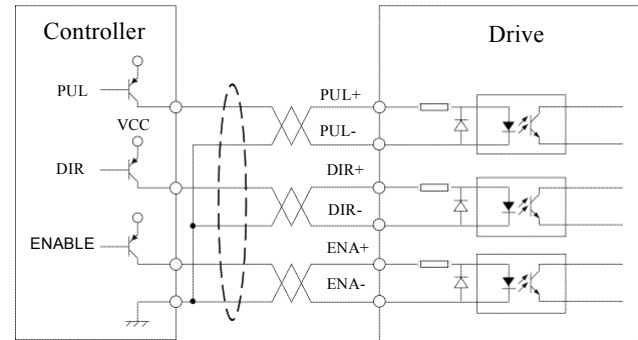 Controller
Drive
PUL
PUL+
PUL-
VCC
DIR
DIR+
DIR-
ENABLE
ENA+
ENA-